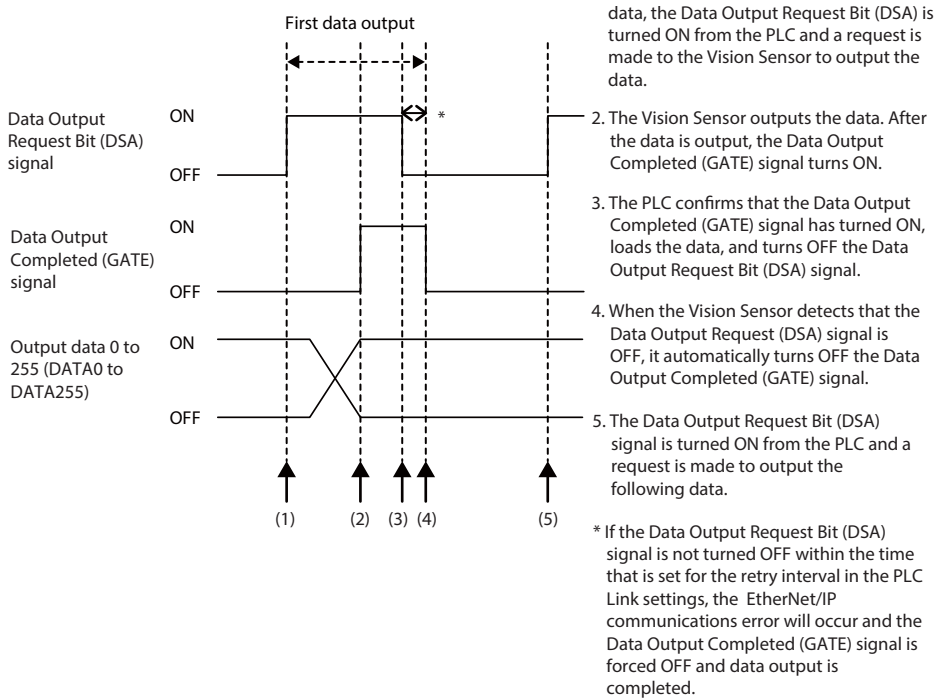 First data output
Data Output
Request Bit (DSA)
signal
ON
OFF
*
Data Output
Completed (GATE)
signal
ON
OFF
Output data 0 to
255 (DATA0 to
DATA255)
ON
OFF
(1)
(2)
(3)
(4)
(5)
data, the Data Output Request Bit (DSA) is
turned ON from the PLC and a request is
made to the Vision Sensor to output the
data.
2. The Vision Sensor outputs the data. After
the data is output, the Data Output
Completed (GATE) signal turns ON.
3. The PLC confirms that the Data Output
Completed (GATE) signal has turned ON,
loads the data, and turns OFF the Data
Output Request Bit (DSA) signal.
4. When the Vision Sensor detects that the
Data Output Request (DSA) signal is
OFF, it automatically turns OFF the Data
Output Completed (GATE) signal.
5. The Data Output Request Bit (DSA)
signal is turned ON from the PLC and a
request is made to output the
following data.
* If the Data Output Request Bit (DSA)
signal is not turned OFF within the time
that is set for the retry interval in the PLC
Link settings, the EtherNet/IP
communications error will occur and the
Data Output Completed (GATE) signal is
forced OFF and data output is
completed.